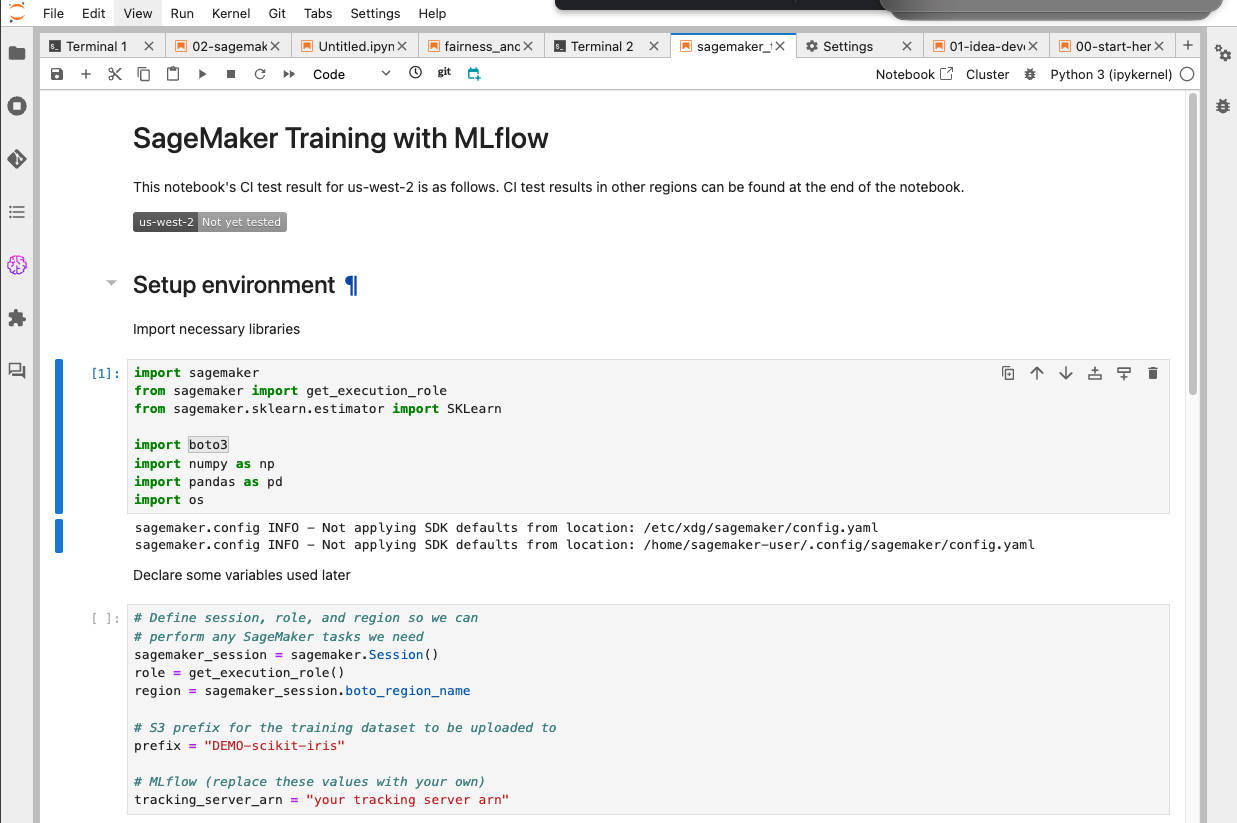 File Edit View Run Kernel Git Tabs Settings Help
Terminal 1 02-sagemak Untitled.ipyn fairness_and Terminal 2 sagemaker_t Settings 01-idea-deve 00-start-her
Code git Notebook Cluster Python 3 (ipykernel)
SageMaker Training with MLflow
This notebook's CI test result for us-west-2 is as follows. CI test results in other regions can be found at the end of the notebook.
us-west-2 Not yet tested
Setup environment ¶
Import necessary libraries
[1]: import sagemaker
from sagemaker import get_execution_role
from sagemaker.sklearn.estimator import SKLearn
import boto3
import numpy as np
import pandas as pd
import os
sagemaker.config INFO - Not applying SDK defaults from location: /etc/xdg/sagemaker/config.yaml
sagemaker.config INFO - Not applying SDK defaults from location: /home/sagemaker-user/.config/sagemaker/config.yaml
Declare some variables used later
[ ]: # Define session, role, and region so we can
# perform any SageMaker tasks we need
sagemaker_session = sagemaker.Session()
role = get_execution_role()
region = sagemaker_session.boto_region_name
# S3 prefix for the training dataset to be uploaded to
prefix = "DEMO-scikit-iris"
# MLflow (replace these values with your own)
tracking_server_arn = "your tracking server arn"